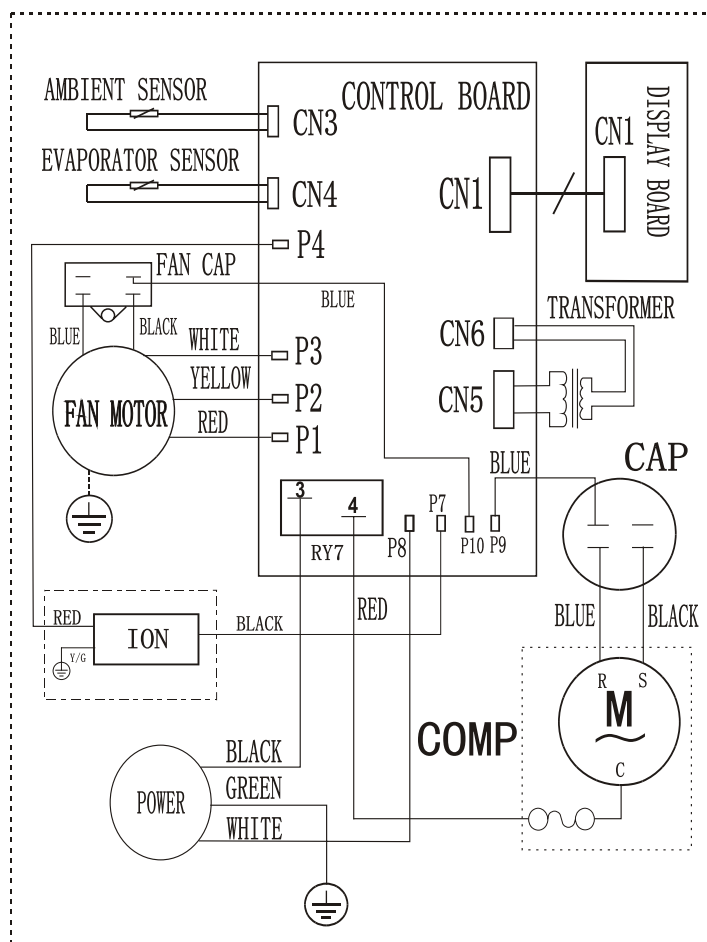 AMBIENT SENSOR
CONTROL BOARD
DISPLAY BOARD
CN3
CN1
EVAPORATOR SENSOR
CN4
CN1
P4
FAN CAP
BLUE
TRANSFORMER
BLUE
BLACK
WHITE
P3
CN6
YELLOW
P2
CN5
FAN MOTOR
RED
P1
BLUE
CAP
3
4
P7
RY7
P8
P10
P9
RED
BLUE
BLACK
RED
BLACK
ION
Y/G
R
S
M
COMP
C
BLACK
GREEN
POWER
WHITE